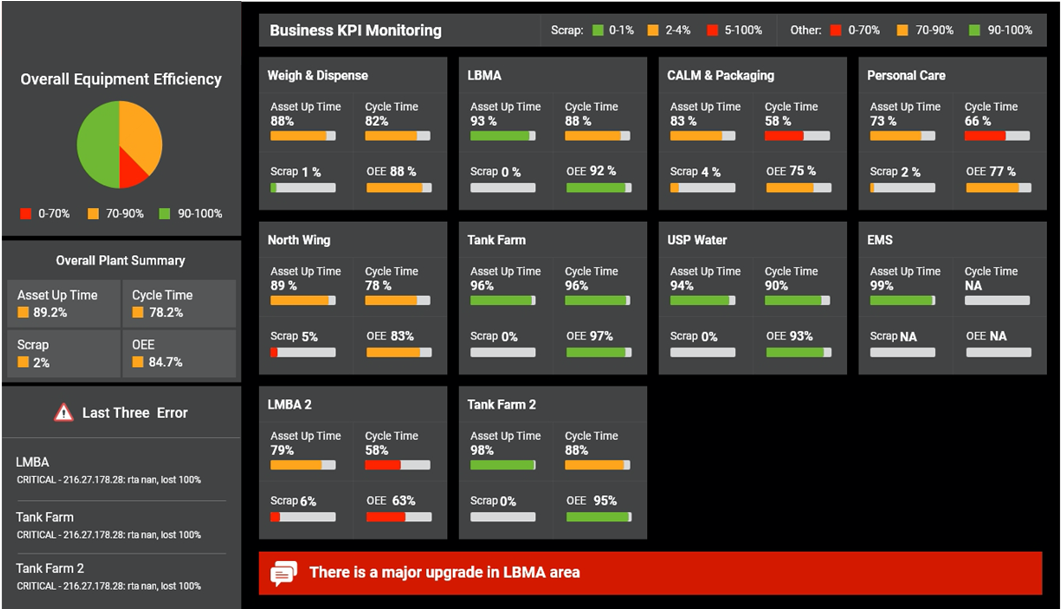 Overall Equipment Efficiency
0-70% 70-90% 90-100%
Overall Plant Summary
Asset Up Time Cycle Time
89.2% 78.2%
Scrap OEE
2% 84.7%
Last Three Error
LMBA
CRITICAL - 216.27.178.28: rta nan, lost 100%
Tank Farm
CRITICAL - 216.27.178.28: rta nan, lost 100%
Tank Farm 2
CRITICAL - 216.27.178.28: rta nan, lost 100%
Business KPI Monitoring Scrap: 0-1% 2-4% 5-100% Other: 0-70% 70-90% 90-100%
Weigh & Dispense
Asset Up Time Cycle Time
88% 82%
Scrap 1 % OEE 88 %
LBMA
Asset Up Time Cycle Time
93 % 88 %
Scrap 0 % OEE 92 %
CALM & Packaging
Asset Up Time Cycle Time
83 % 58 %
Scrap 4 % OEE 75 %
Personal Care
Asset Up Time Cycle Time
73 % 66 %
Scrap 2 % OEE 77 %
North Wing
Asset Up Time Cycle Time
89 % 78 %
Scrap 5% OEE 83%
Tank Farm
Asset Up Time Cycle Time
96% 96%
Scrap 0% OEE 97%
USP Water
Asset Up Time Cycle Time
94% 90%
Scrap 0% OEE 93%
EMS
Asset Up Time Cycle Time
99% NA
Scrap NA OEE NA
LMBA 2
Asset Up Time Cycle Time
79% 58%
Scrap 6% OEE 63%
Tank Farm 2
Asset Up Time Cycle Time
98% 88%
Scrap 0% OEE 95%
There is a major upgrade in LBMA area